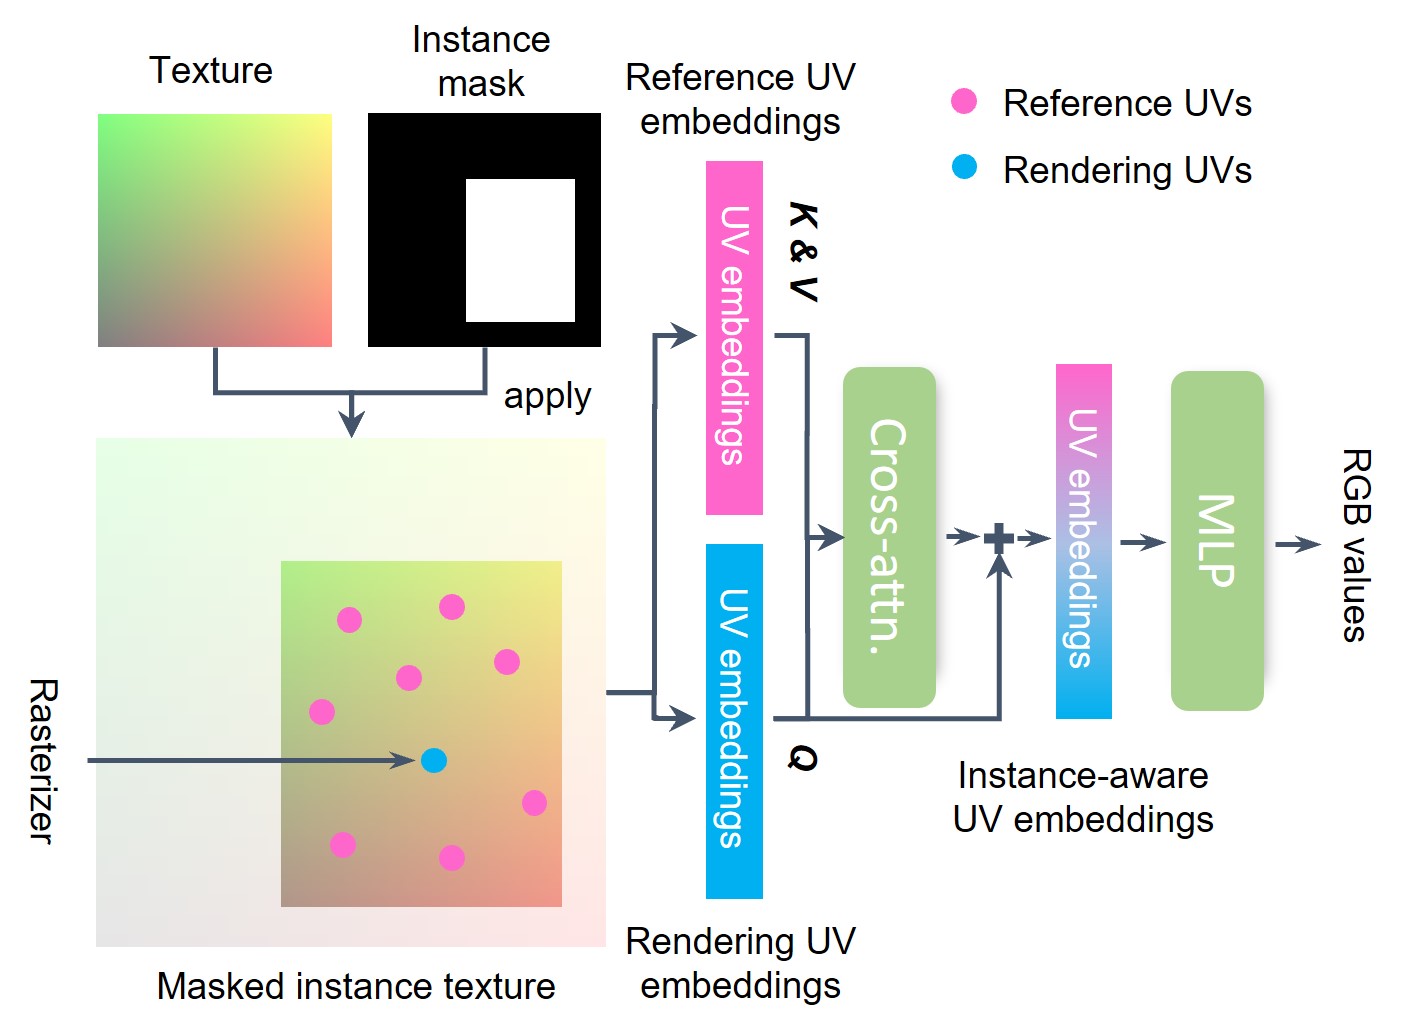 Texture
Instance
mask
Reference UV
embeddings
Reference UVs
Rendering UVs
apply
UV embeddings
K & V
Cross-attn.
UV embeddings
MLP
RGB values
Rasterizer
UV embeddings
Q
Instance-aware
UV embeddings
Masked instance texture
Rendering UV
embeddings